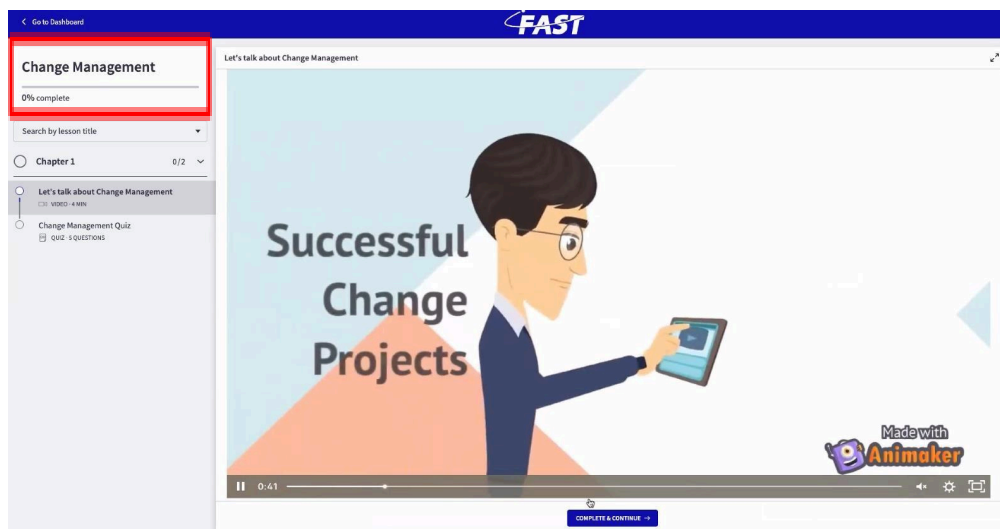 Go to Dashboard
FAST
Change Management
0% complete
Search by lesson title
Chapter 1 0/2
Let's talk about Change Management
VIDEO · 4 MIN
Change Management Quiz
QUIZ · 5 QUESTIONS
Let's talk about Change Management
Successful
Change
Projects
Made with
Animaker
0:41
COMPLETE & CONTINUE →